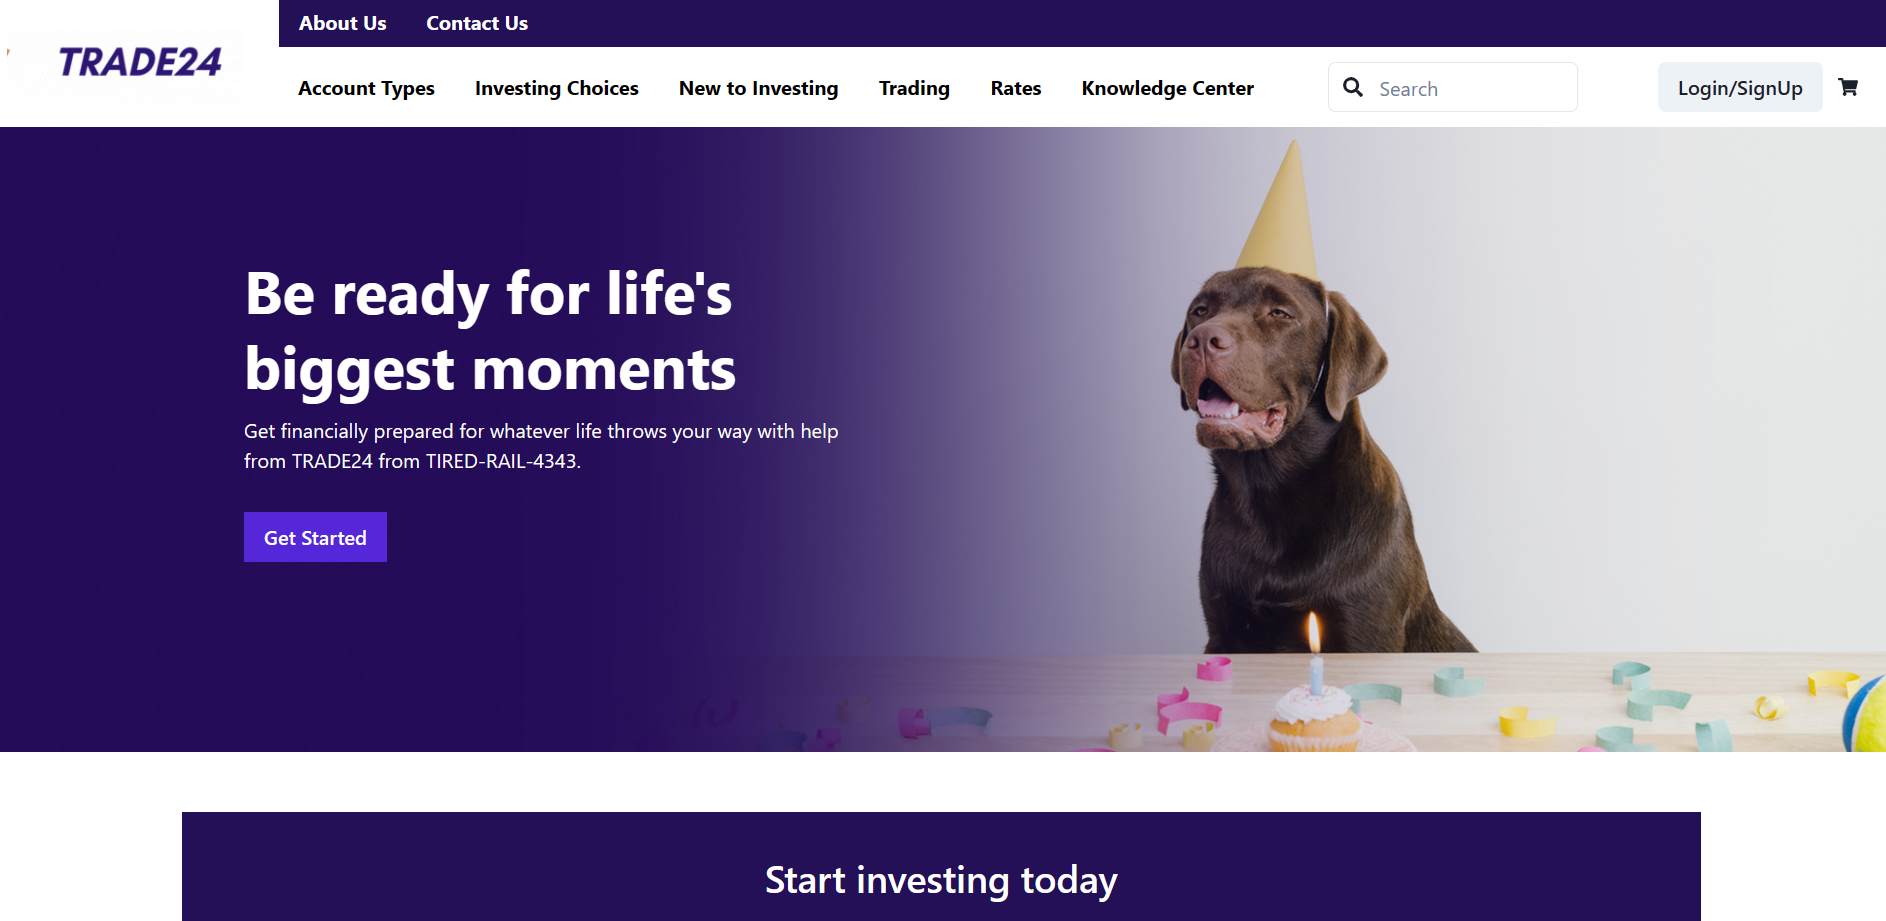 About Us Contact Us
TRADE24
Account Types Investing Choices New to Investing Trading Rates Knowledge Center Search Login/SignUp
Be ready for life's
biggest moments
Get financially prepared for whatever life throws your way with help
from TRADE24 from TIRED-RAIL-4343.
Get Started
Start investing today